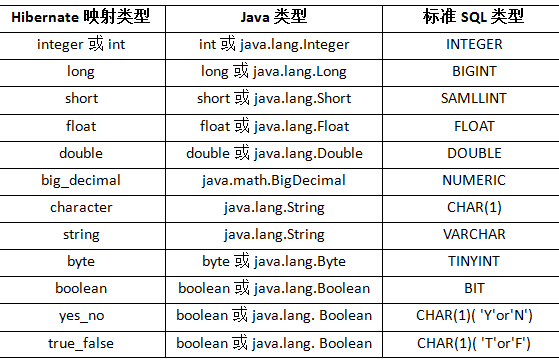 Hibernate 映射类型 Java 类型 标准 SQL 类型
integer 或 int int 或 java.lang.Integer INTEGER
long long 或 java.lang.Long BIGINT
short short 或 java.lang.Short SAMLLINT
float float 或 java.lang.Float FLOAT
double double 或 java.lang.Double DOUBLE
big_decimal java.math.BigDecimal NUMERIC
character java.lang.String CHAR(1)
string java.lang.String VARCHAR
byte byte 或 java.lang.Byte TINYINT
boolean boolean 或 java.lang.Boolean BIT
yes_no boolean 或 java.lang. Boolean CHAR(1)( 'Y'or'N')
true_false boolean 或 java.lang. Boolean CHAR(1)( 'T'or'F')